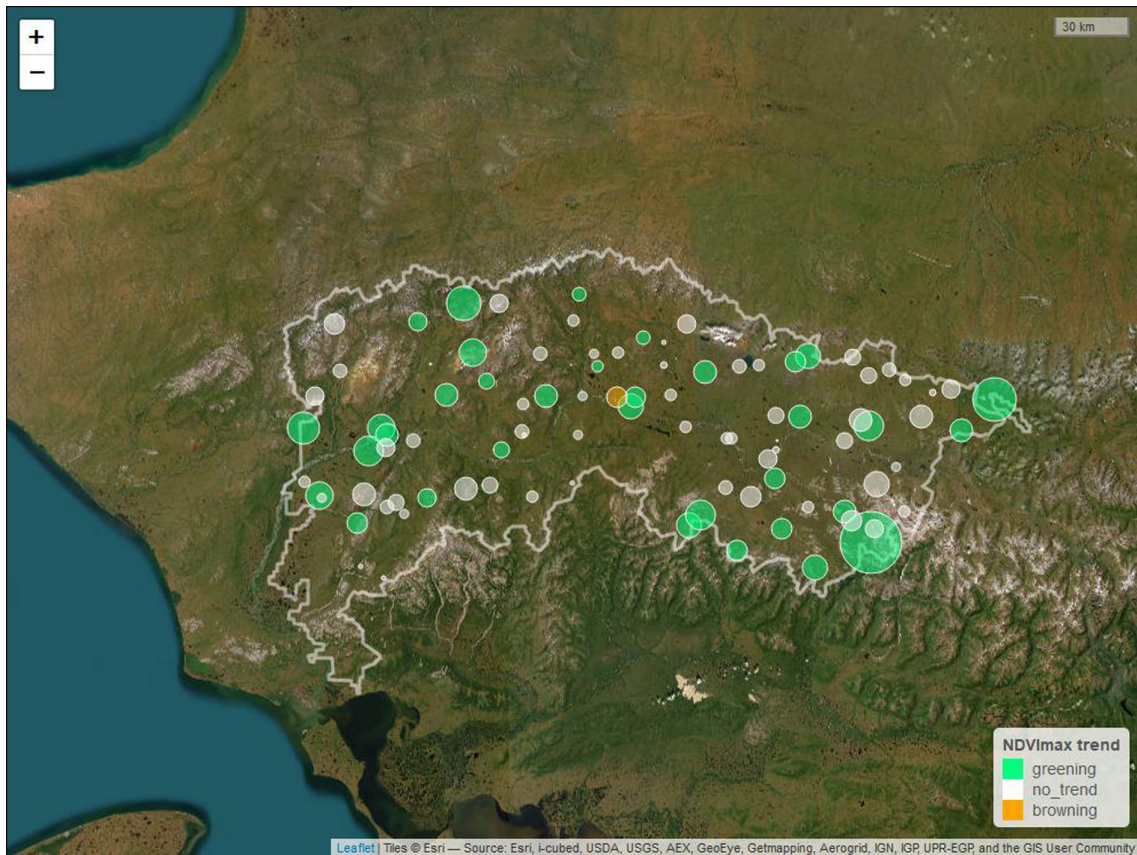 +
30 km
−
NDVImax trend
greening
no_trend
browning
Leaflet | Tiles © Esri — Source: Esri, i-cubed, USDA, USGS, AEX, GeoEye, Getmapping, Aerogrid, IGN, IGP, UPR-EGP, and the GIS User Community